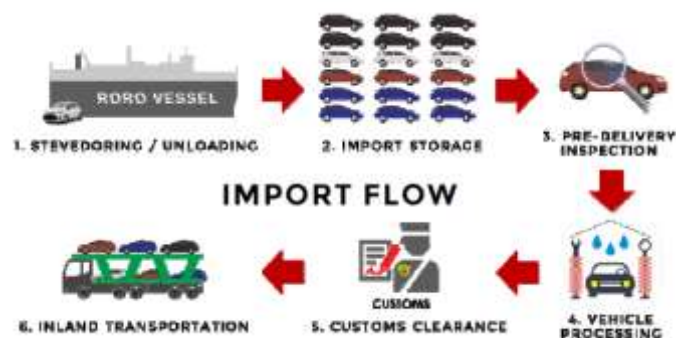 RORO VESSEL
1. STEVEDORING / UNLOADING
2. IMPORT STORAGE
3. PRE-DELIVERY
INSPECTION
IMPORT FLOW
CUSTOMS
6. INLAND TRANSPORTATION
5. CUSTOMS CLEARANCE
4. VEHICLE
PROCESSING